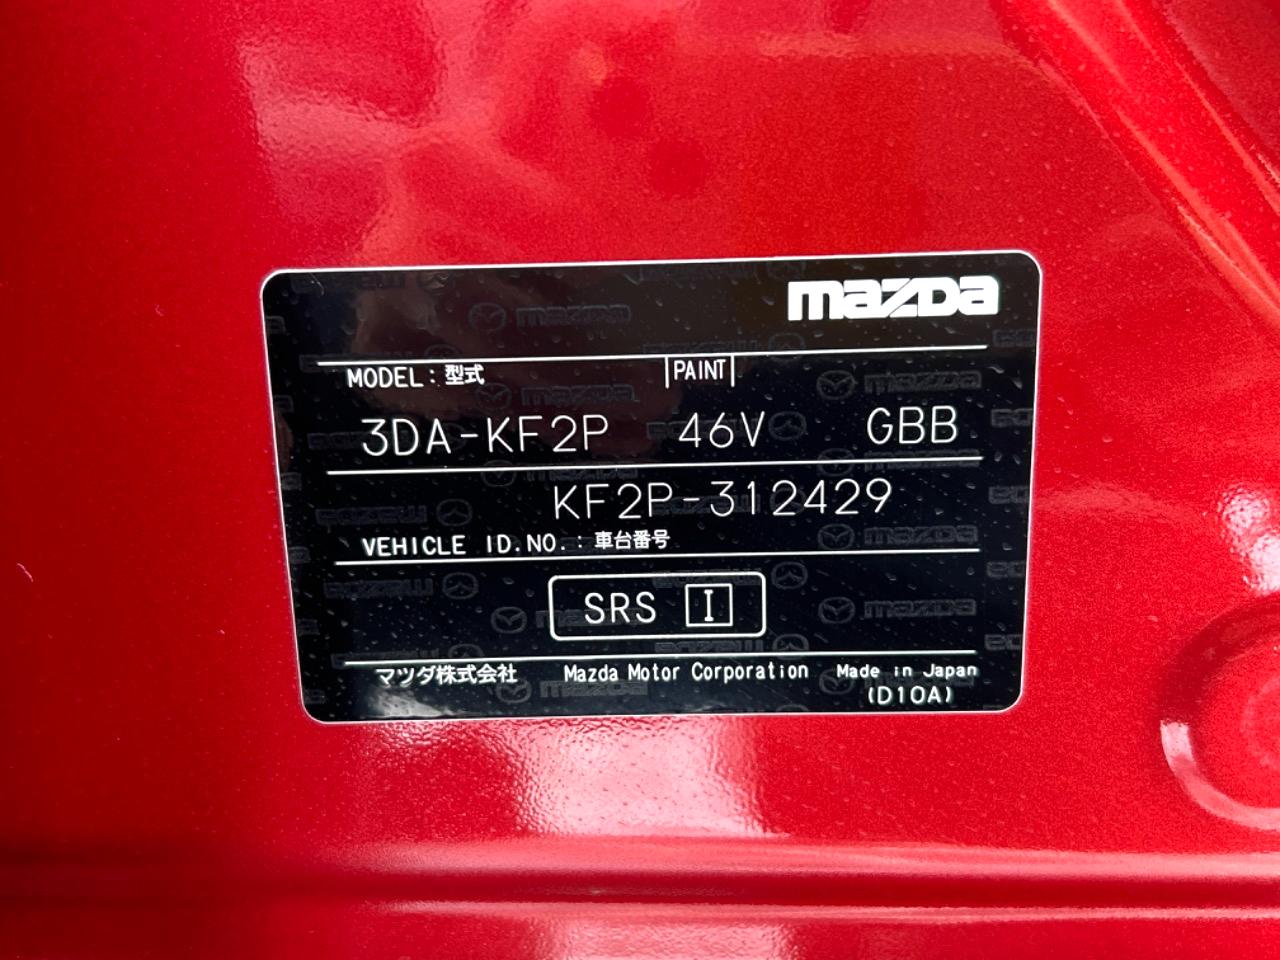 mazDa
MODEL: 型式 PAINT
3DA-KF2P 46V GBB
KF2P-312429
VEHICLE ID.NO.: 車台番号
SRS I
マツダ株式会社 Mazda Motor Corporation Made in Japan
(D10A)